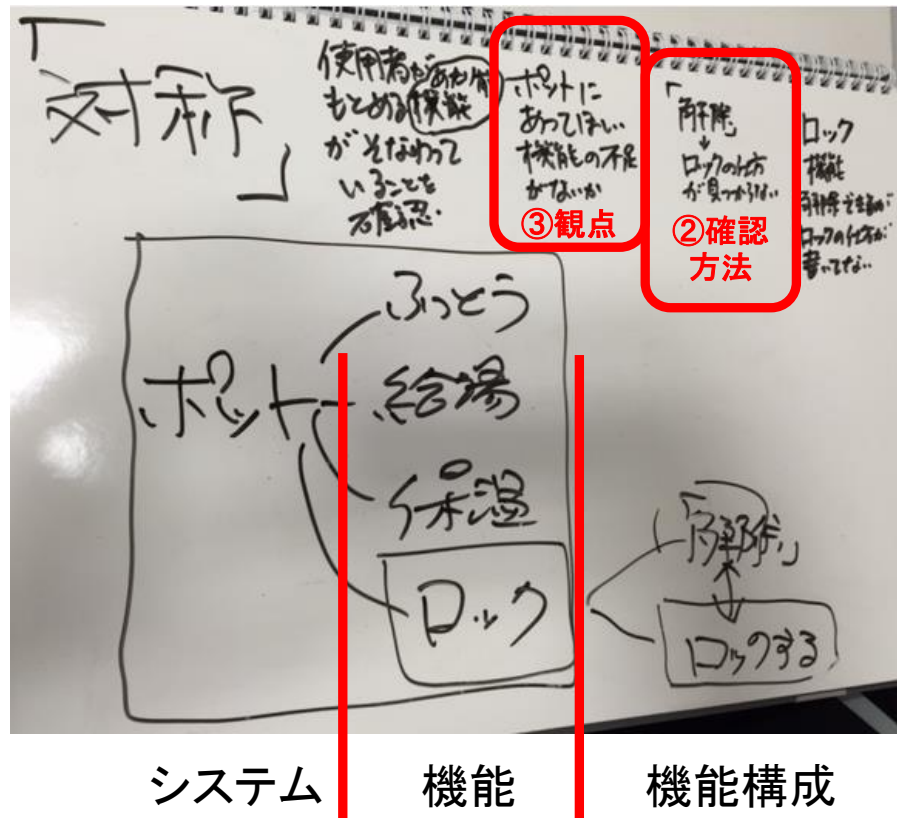 「対称」
使用者が
もとめる機能
がそなわって
いることを
確認
ポットに
あってほしい
機能の不足
がないか
③観点
「解除」
↓
ロックの仕方
が見つからない
②確認
方法
ロック
機能
解除できるが
ロックの仕方が
書いてない
ポット
ふっとう
給湯
保温
ロック
「解除」
ロックする
システム
機能
機能構成